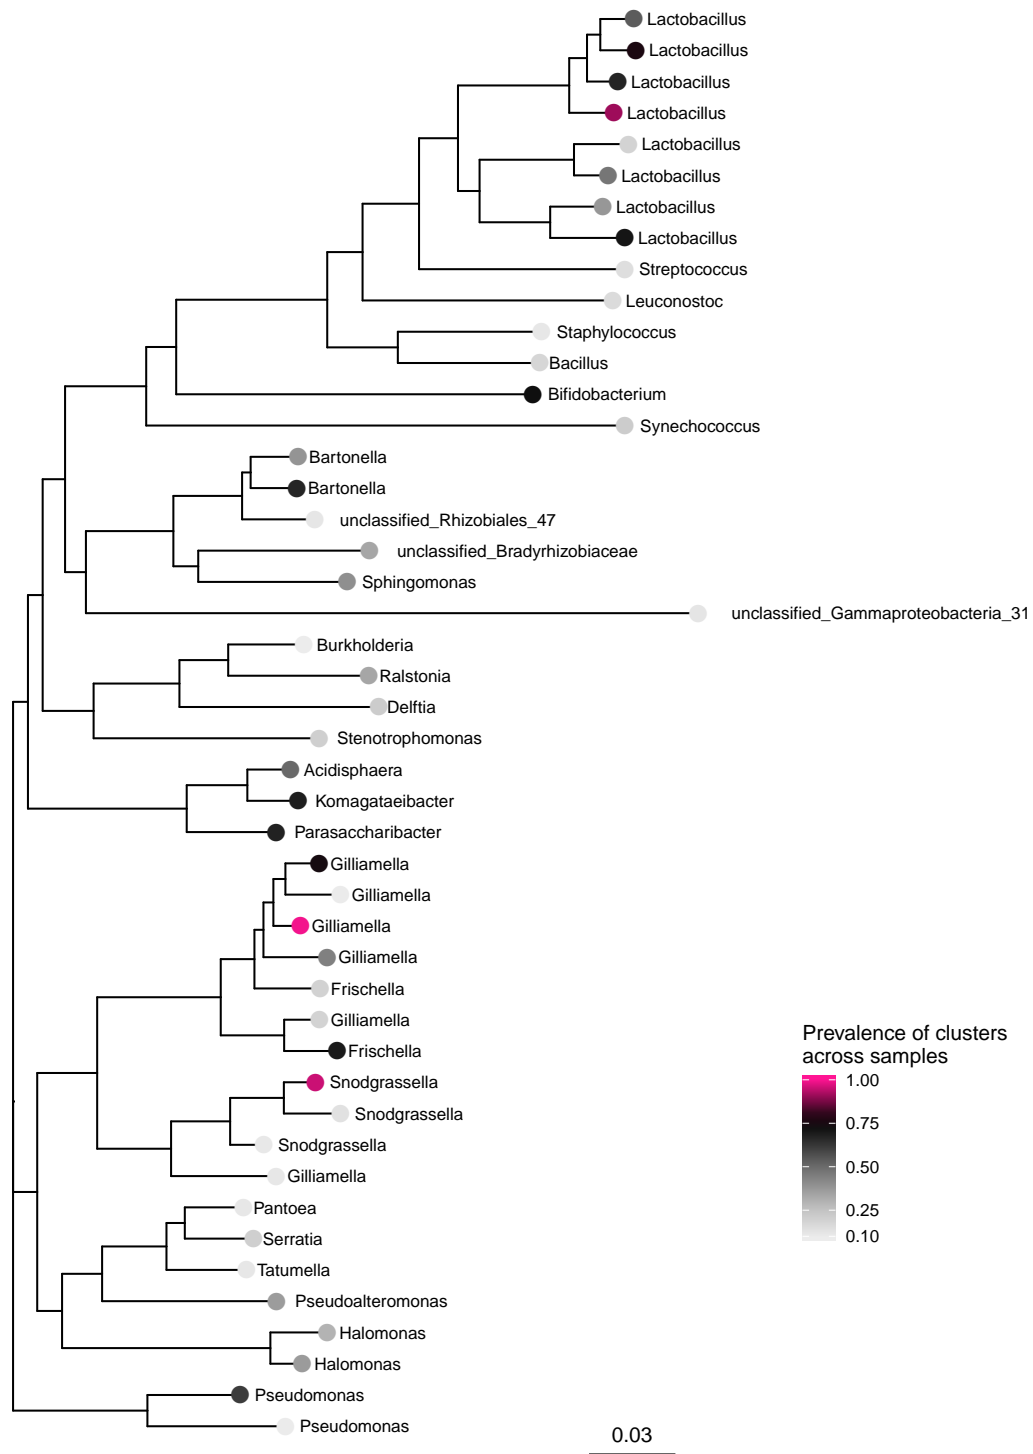 Lactobacillus
Lactobacillus
Lactobacillus
Lactobacillus
Lactobacillus
Lactobacillus
Lactobacillus
Lactobacillus
Streptococcus
Leuconostoc
Staphylococcus
Bacillus
Bifidobacterium
Synechococcus
Bartonella
Bartonella
unclassified_Rhizobiales_47
unclassified_Bradyrhizobiaceae
Sphingomonas
unclassified_Gammaproteobacteria_31
Burkholderia
Ralstonia
Delftia
Stenotrophomonas
Acidisphaera
Komagataeibacter
Parasaccharibacter
Gilliamella
Gilliamella
Gilliamella
Gilliamella
Frischella
Gilliamella
Frischella
Snodgrassella
Snodgrassella
Snodgrassella
Gilliamella
Pantoea
Serratia
Tatumella
Pseudoalteromonas
Halomonas
Halomonas
Pseudomonas
Pseudomonas
Prevalence of clusters
across samples
1.00
0.75
0.50
0.25
0.10
0.03